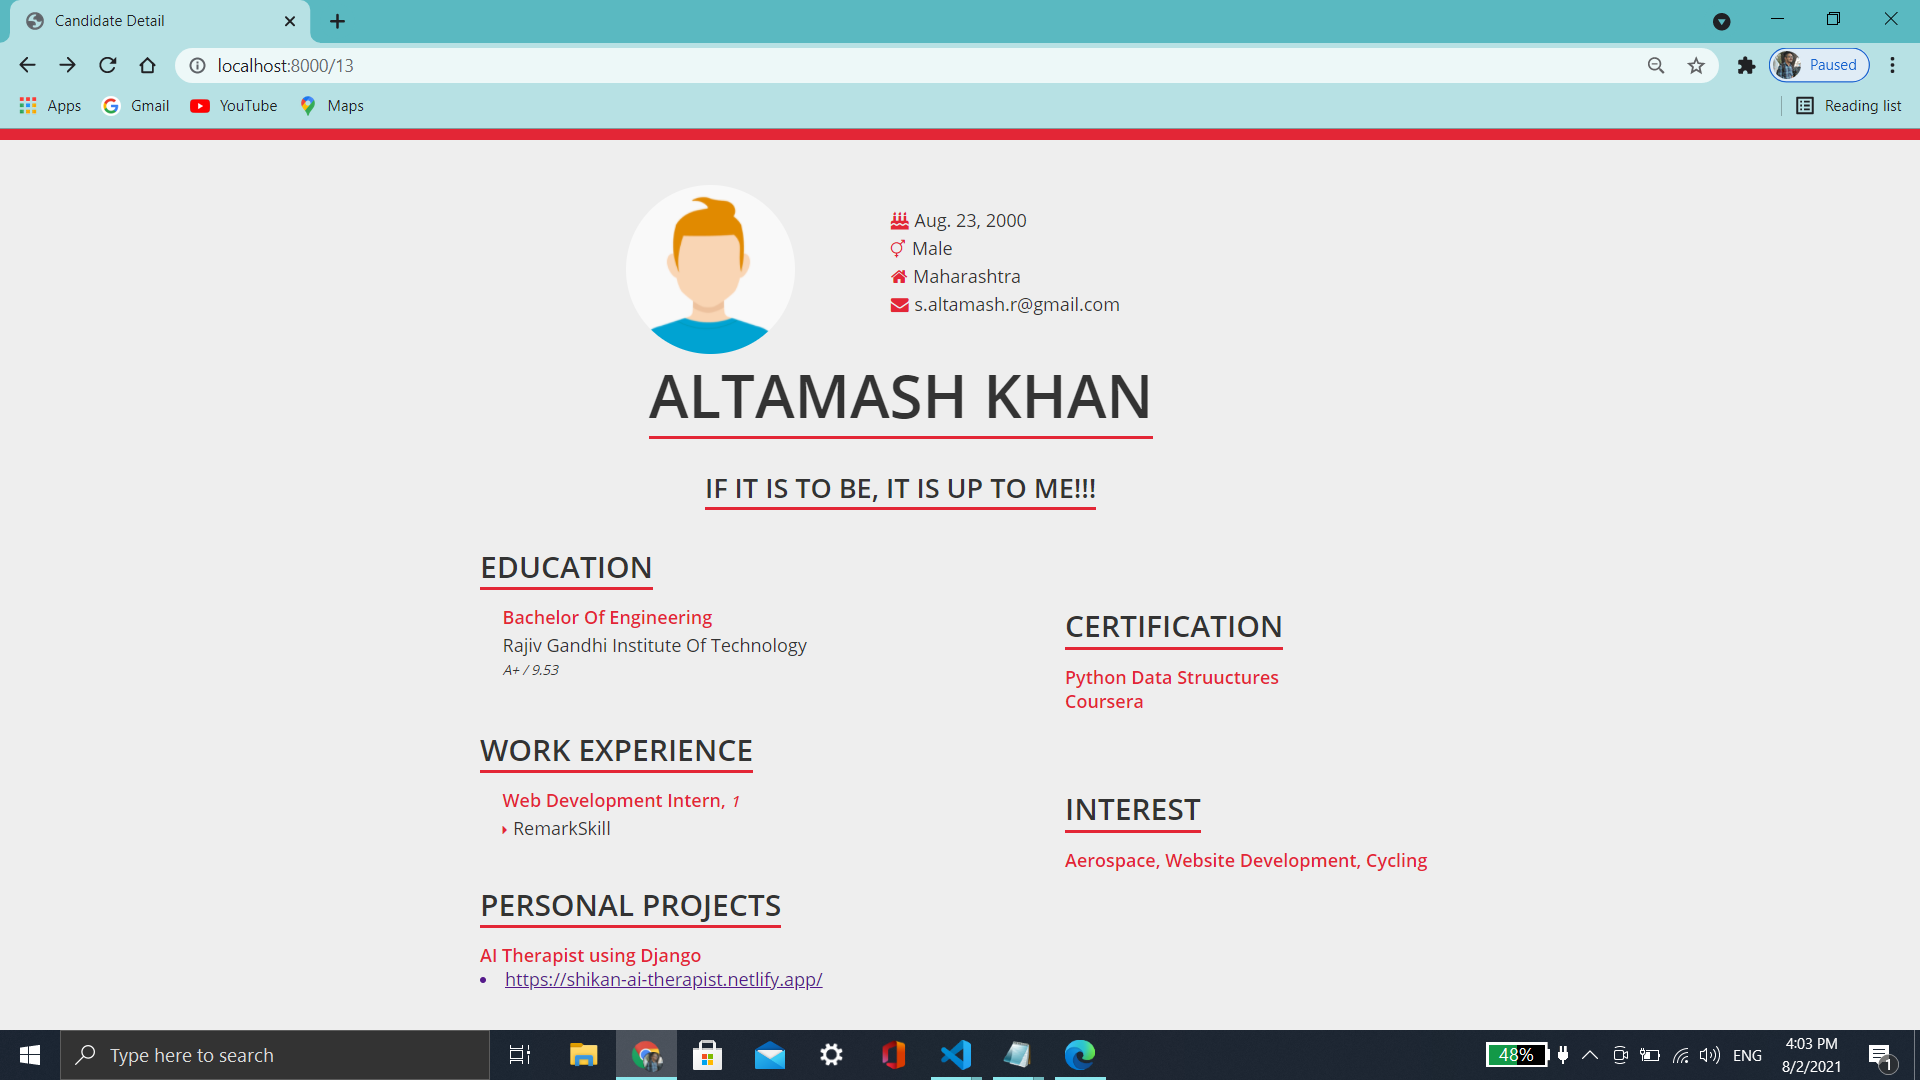 Candidate Detail
localhost:8000/13
Paused
Apps
Gmail
YouTube
Maps
Reading list
Aug. 23, 2000
Male
Maharashtra
s.altamash.r@gmail.com
ALTAMASH KHAN
IF IT IS TO BE, IT IS UP TO ME!!!
EDUCATION
Bachelor Of Engineering
Rajiv Gandhi Institute Of Technology
A+ / 9.53
WORK EXPERIENCE
Web Development Intern, 1
RemarkSkill
PERSONAL PROJECTS
AI Therapist using Django
https://shikan-ai-therapist.netlify.app/
CERTIFICATION
Python Data Struuctures
Coursera
INTEREST
Aerospace, Website Development, Cycling
Type here to search
48%
ENG
4:03 PM
8/2/2021
1